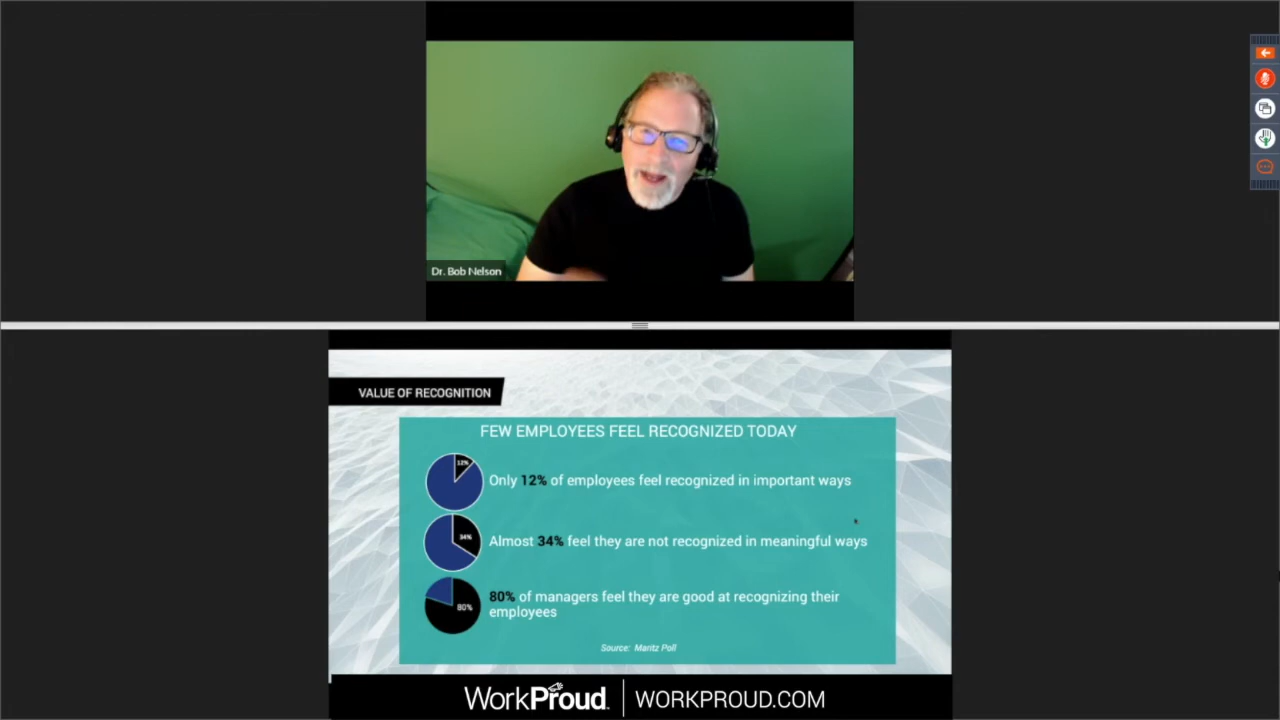 Dr. Bob Nelson
VALUE OF RECOGNITION
FEW EMPLOYEES FEEL RECOGNIZED TODAY
12%
Only 12% of employees feel recognized in important ways
34%
Almost 34% feel they are not recognized in meaningful ways
80%
80% of managers feel they are good at recognizing their
employees
Source: Maritz Poll
WorkProud. | WORKPROUD.COM